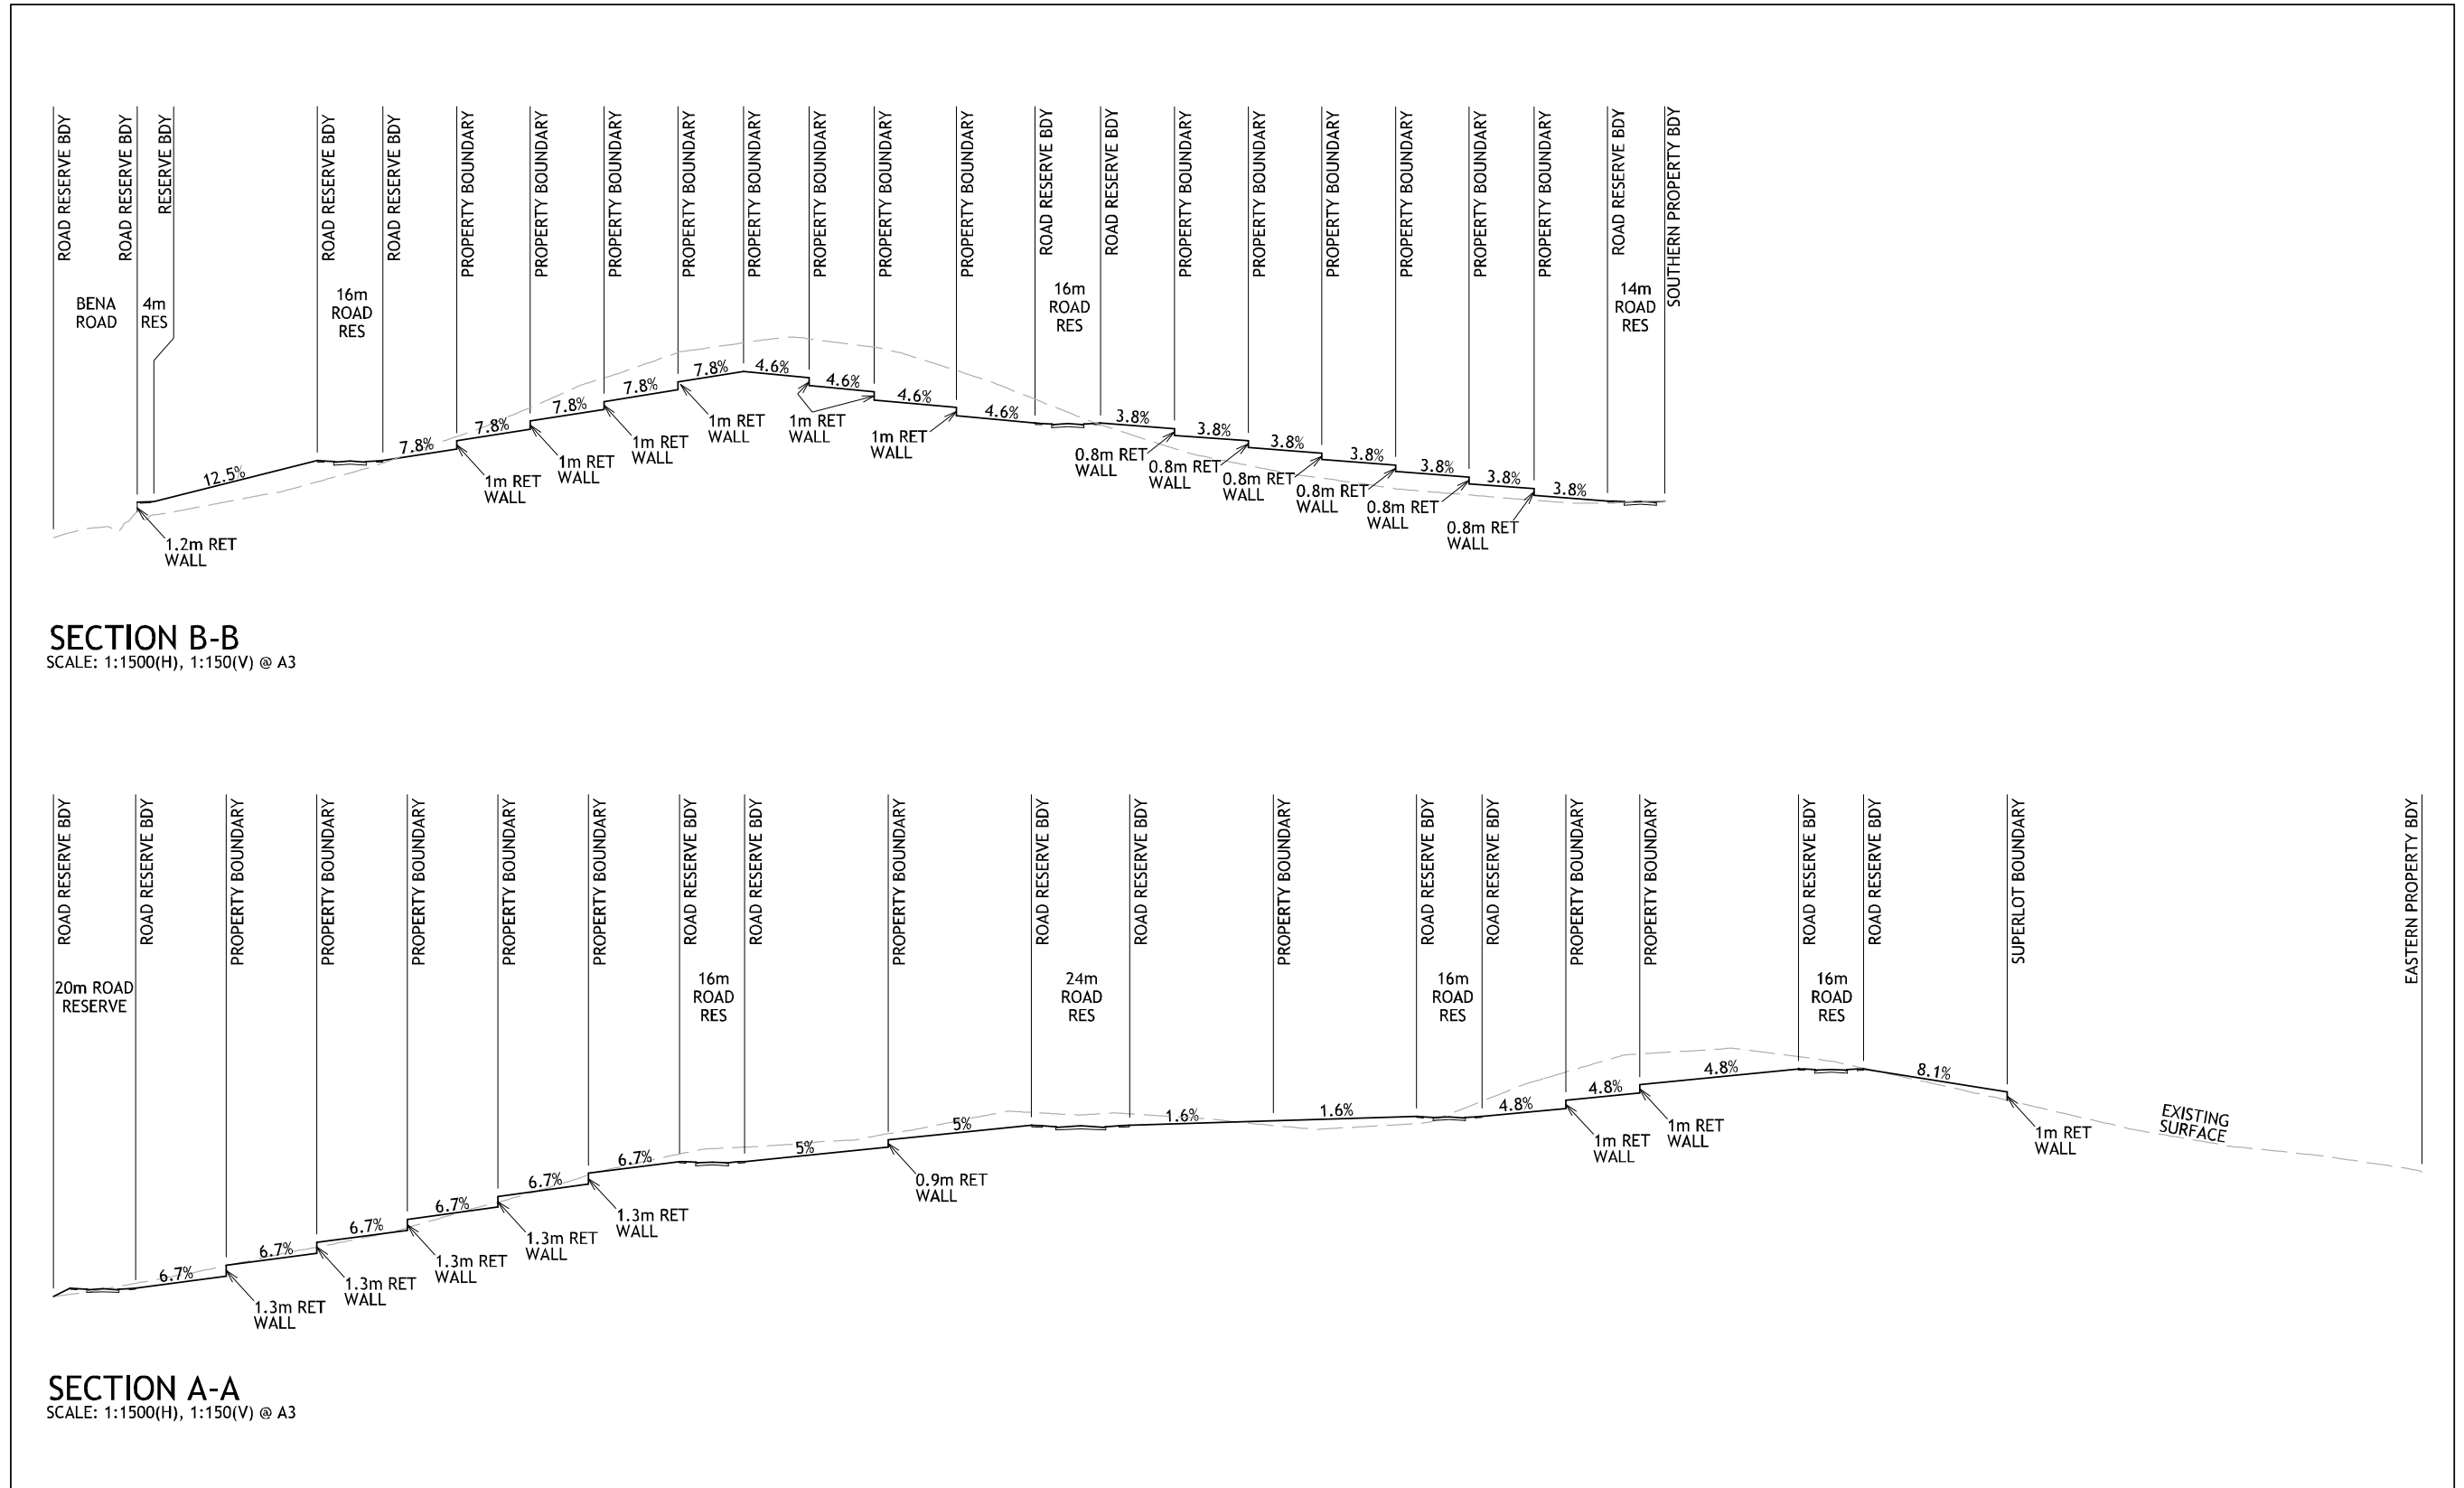 ROAD RESERVE BDY
ROAD RESERVE BDY
RESERVE BDY
ROAD RESERVE BDY
ROAD RESERVE BDY
PROPERTY BOUNDARY
PROPERTY BOUNDARY
PROPERTY BOUNDARY
PROPERTY BOUNDARY
PROPERTY BOUNDARY
PROPERTY BOUNDARY
PROPERTY BOUNDARY
PROPERTY BOUNDARY
ROAD RESERVE BDY
ROAD RESERVE BDY
PROPERTY BOUNDARY
PROPERTY BOUNDARY
PROPERTY BOUNDARY
PROPERTY BOUNDARY
PROPERTY BOUNDARY
PROPERTY BOUNDARY
ROAD RESERVE BDY
SOUTHERN PROPERTY BDY
BENA
ROAD
4m
RES
16m
ROAD
RES
16m
ROAD
RES
14m
ROAD
RES
12.5%
7.8%
7.8%
7.8%
7.8%
7.8%
4.6%
4.6%
4.6%
4.6%
3.8%
3.8%
3.8%
3.8%
3.8%
3.8%
3.8%
1.2m RET
WALL
1m RET
WALL
1m RET
WALL
1m RET
WALL
1m RET
WALL
1m RET
WALL
1m RET
WALL
0.8m RET
WALL
0.8m RET
WALL
0.8m RET
WALL
0.8m RET
WALL
0.8m RET
WALL
0.8m RET
WALL
SECTION B-B
SCALE: 1:1500(H), 1:150(V) @ A3
ROAD RESERVE BDY
ROAD RESERVE BDY
PROPERTY BOUNDARY
PROPERTY BOUNDARY
PROPERTY BOUNDARY
PROPERTY BOUNDARY
PROPERTY BOUNDARY
ROAD RESERVE BDY
ROAD RESERVE BDY
PROPERTY BOUNDARY
ROAD RESERVE BDY
ROAD RESERVE BDY
PROPERTY BOUNDARY
ROAD RESERVE BDY
ROAD RESERVE BDY
PROPERTY BOUNDARY
PROPERTY BOUNDARY
ROAD RESERVE BDY
ROAD RESERVE BDY
SUPERLOT BOUNDARY
EASTERN PROPERTY BDY
20m ROAD
RESERVE
16m
ROAD
RES
24m
ROAD
RES
16m
ROAD
RES
16m
ROAD
RES
6.7%
6.7%
6.7%
6.7%
6.7%
6.7%
5%
5%
1.6%
1.6%
4.8%
4.8%
4.8%
8.1%
EXISTING
SURFACE
1.3m RET
WALL
1.3m RET
WALL
1.3m RET
WALL
1.3m RET
WALL
1.3m RET
WALL
0.9m RET
WALL
1m RET
WALL
1m RET
WALL
1m RET
WALL
SECTION A-A
SCALE: 1:1500(H), 1:150(V) @ A3